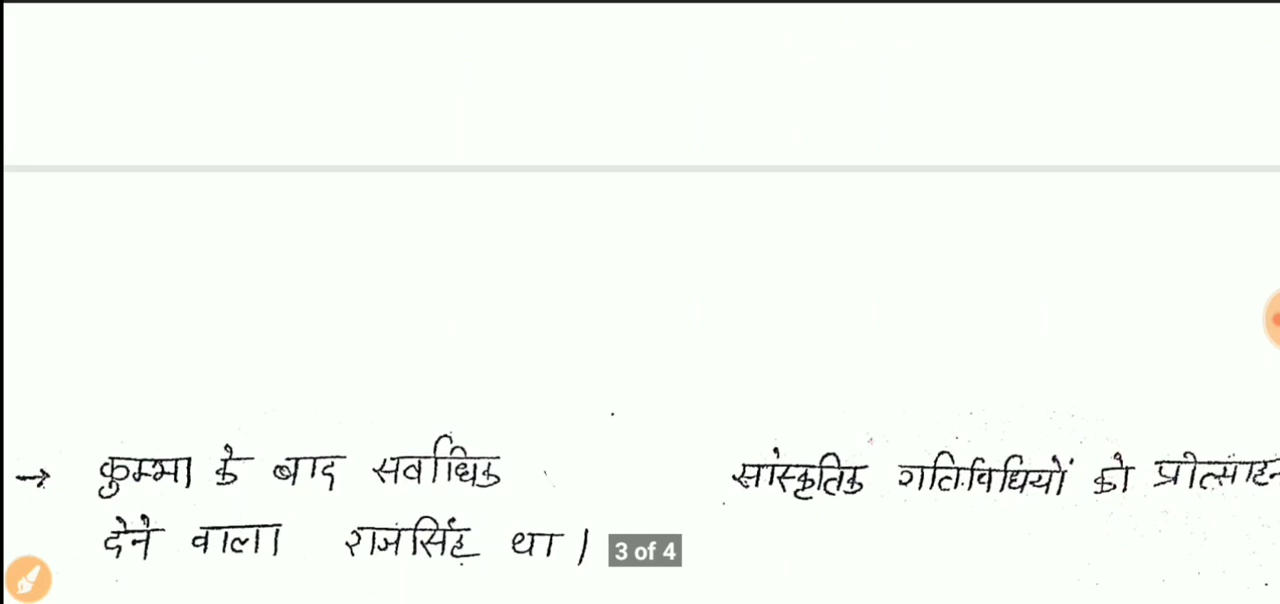 → कुम्भा के बाद सर्वाधिक सांस्कृतिक गतिविधियों को प्रोत्साहन
देने वाला राजसिंह था।
3 of 4